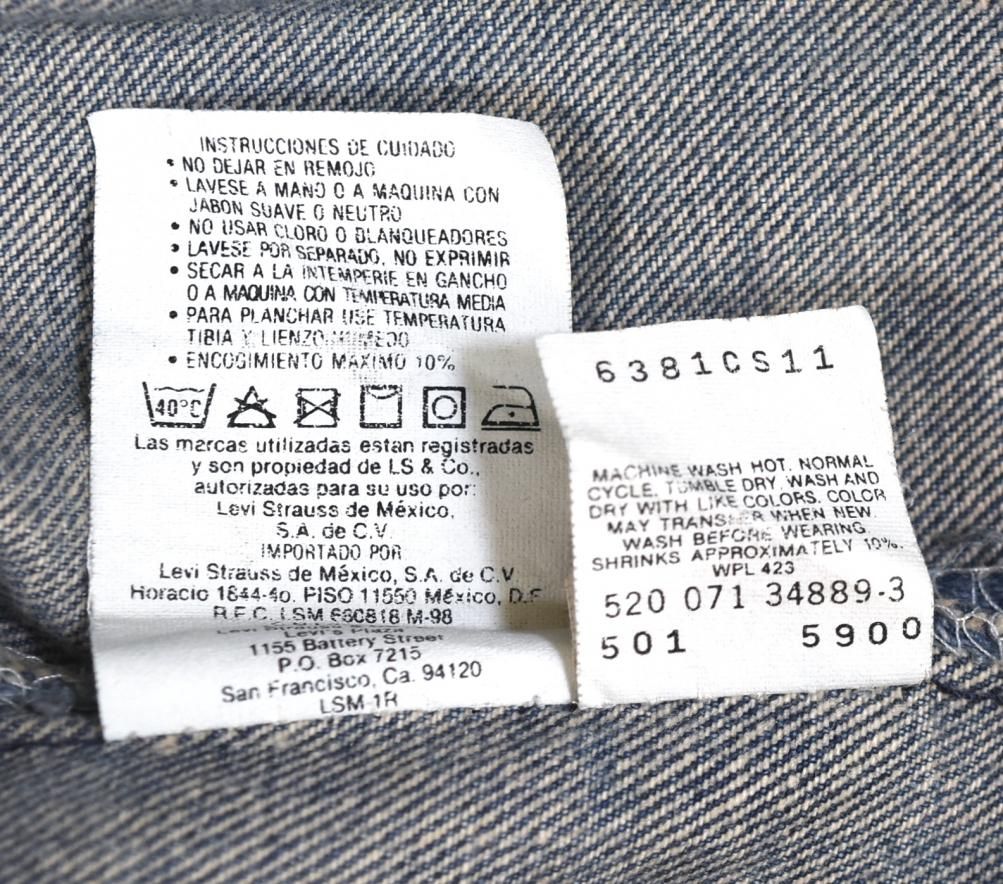 INSTRUCCIONES DE CUIDADO
• NO DEJAR EN REMOJO
• LAVESE A MANO O A MAQUINA CON
JABON SUAVE O NEUTRO
• NO USAR CLORO O BLANQUEADORES
• LAVESE POR SEPARADO, NO EXPRIMIR
• SECAR A LA INTEMPERIE EN GANCHO
O A MAQUINA CON TEMPERATURA MEDIA
• PARA PLANCHAR USE TEMPERATURA
TIBIA Y LIENZO HUMEDO
• ENCOGIMIENTO MAXIMO 10%
40°C
Las marcas utilizadas estan registradas
y son propiedad de LS & Co.,
autorizadas para su uso por:
Levi Strauss de México,
S.A. de C.V.
IMPORTADO POR
Levi Strauss de México, S.A. de C.V.
Horacio 1844-4o. PISO 11550 México, D.F.
R.F.C. LSM 660818 M-98
Levi's Plaza
1155 Battery Street
P.O. Box 7215
San Francisco, Ca. 94120
LSM-1R
6381CS11
MACHINE WASH HOT. NORMAL
CYCLE. TUMBLE DRY. WASH AND
DRY WITH LIKE COLORS. COLOR
MAY TRANSFER WHEN NEW.
WASH BEFORE WEARING.
SHRINKS APPROXIMATELY 10%.
WPL 423
520 071 34889-3
501 5900